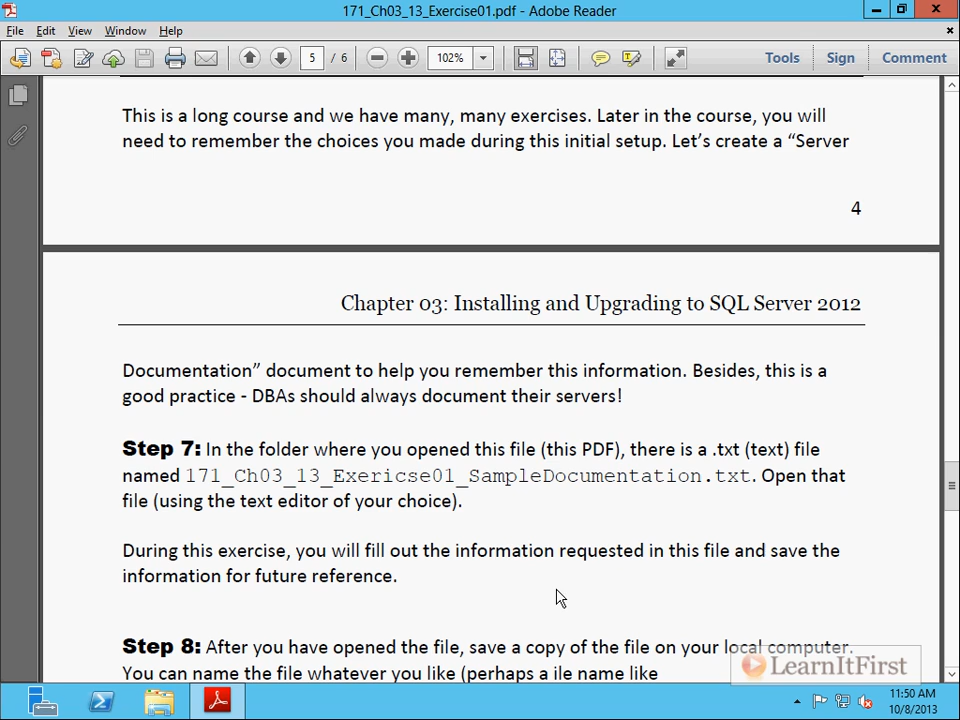 171_Ch03_13_Exercise01.pdf - Adobe Reader
File Edit View Window Help
5 / 6 102% Tools Sign Comment
This is a long course and we have many, many exercises. Later in the course, you will
need to remember the choices you made during this initial setup. Let’s create a “Server
4
Chapter 03: Installing and Upgrading to SQL Server 2012
Documentation” document to help you remember this information. Besides, this is a
good practice - DBAs should always document their servers!
Step 7: In the folder where you opened this file (this PDF), there is a .txt (text) file
named 171_Ch03_13_Exericse01_SampleDocumentation.txt. Open that
file (using the text editor of your choice).
During this exercise, you will fill out the information requested in this file and save the
information for future reference.
Step 8: After you have opened the file, save a copy of the file on your local computer.
You can name the file whatever you like (perhaps a ile name like
LearnItFirst
11:50 AM
10/8/2013